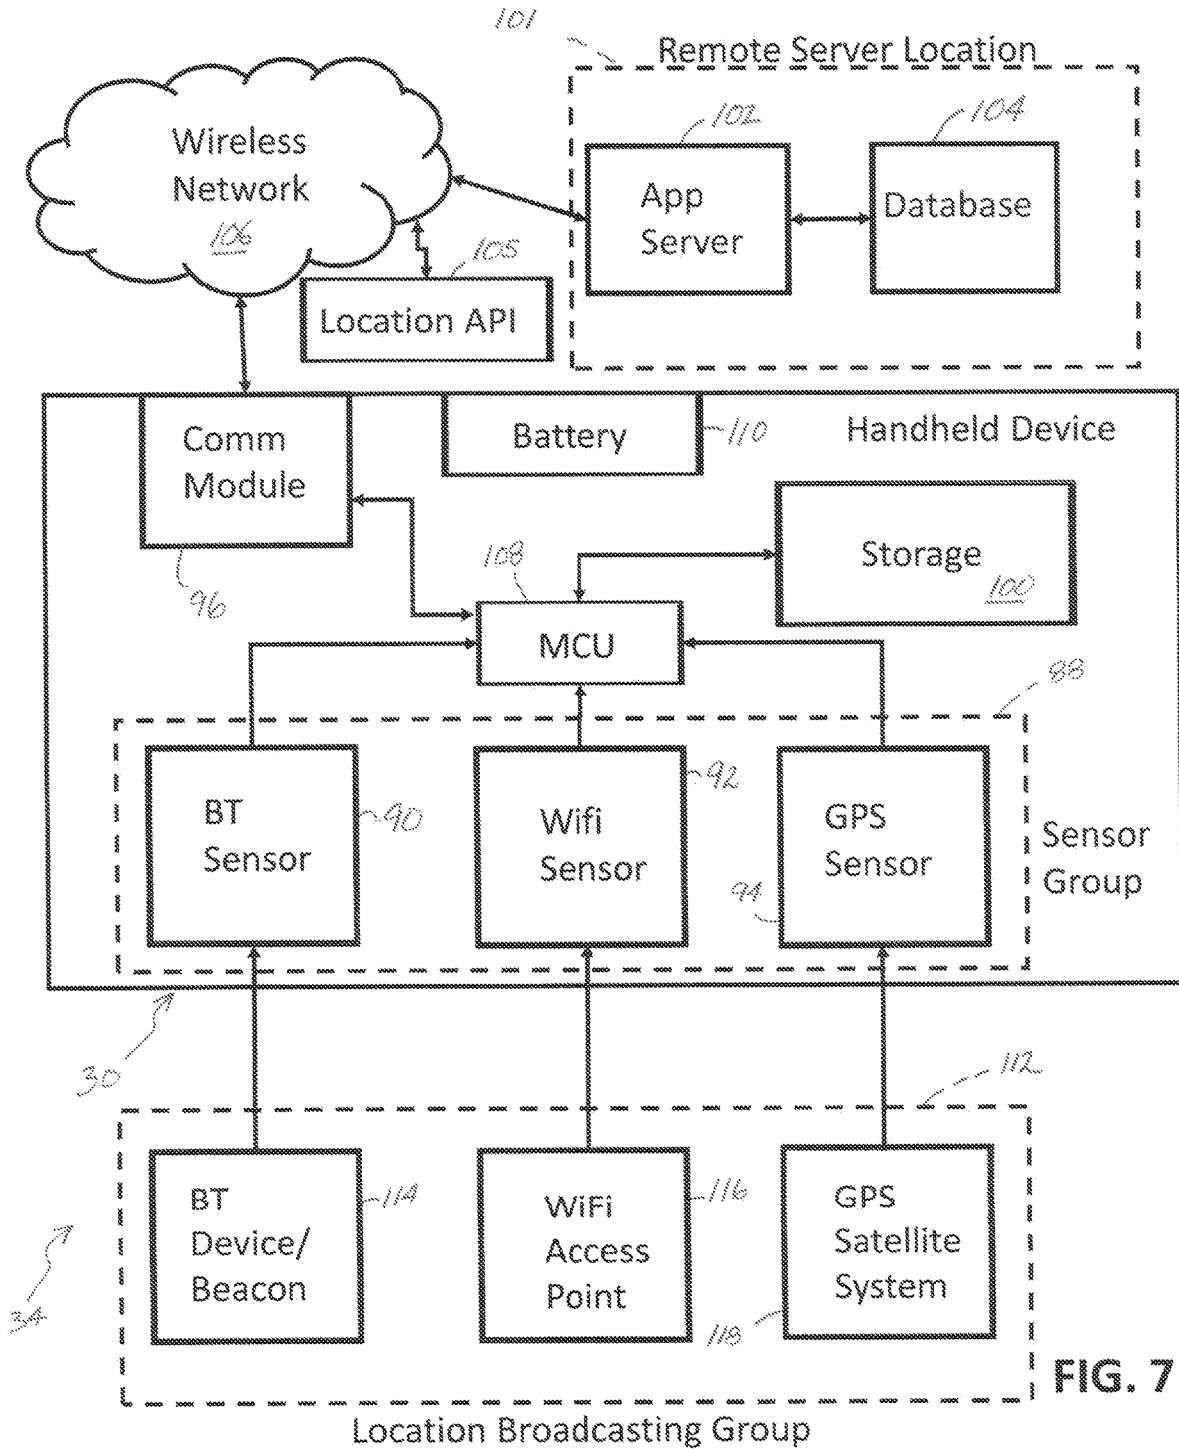 101
Remote Server Location
Wireless
Network
106
102
App
Server
104
Database
105
Location API
Comm
Module
96
Battery
110
Handheld Device
Storage
100
108
MCU
88
BT
Sensor
90
Wifi
Sensor
92
GPS
Sensor
94
Sensor
Group
30
112
BT
Device/
Beacon
114
WiFi
Access
Point
116
GPS
Satellite
System
118
34
FIG. 7
Location Broadcasting Group